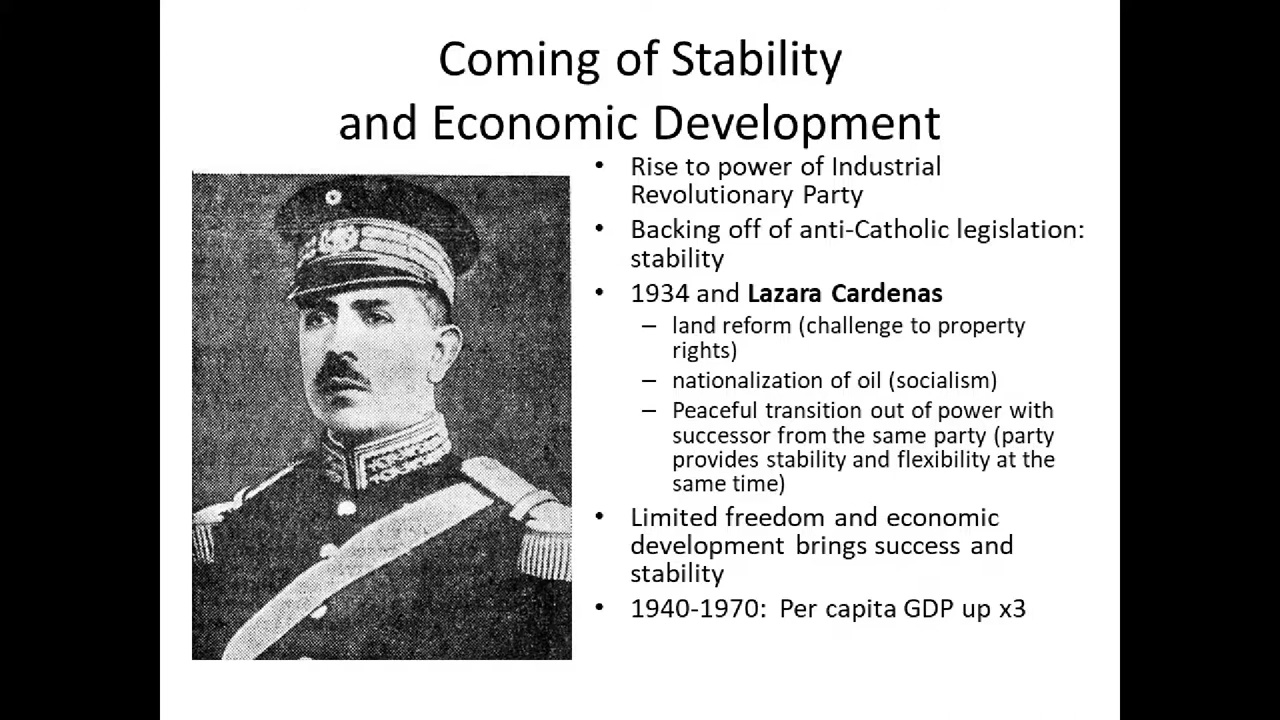 Coming of Stability
and Economic Development
• Rise to power of Industrial
Revolutionary Party
• Backing off of anti-Catholic legislation:
stability
• 1934 and Lazara Cardenas
– land reform (challenge to property
rights)
– nationalization of oil (socialism)
– Peaceful transition out of power with
successor from the same party (party
provides stability and flexibility at the
same time)
• Limited freedom and economic
development brings success and
stability
• 1940-1970: Per capita GDP up x3